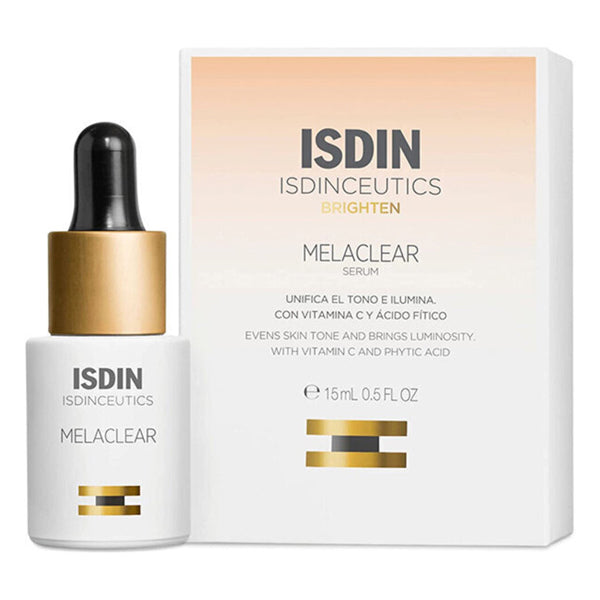 ISDIN
ISDINCEUTICS
BRIGHTEN
MELACLEAR
SERUM
UNIFICA EL TONO E ILUMINA.
CON VITAMINA C Y ÁCIDO FÍTICO
EVENS SKIN TONE AND BRINGS LUMINOSITY.
WITH VITAMIN C AND PHYTIC ACID
℮ 15mL 0.5 FL OZ
ISDIN
ISDINCEUTICS
MELACLEAR